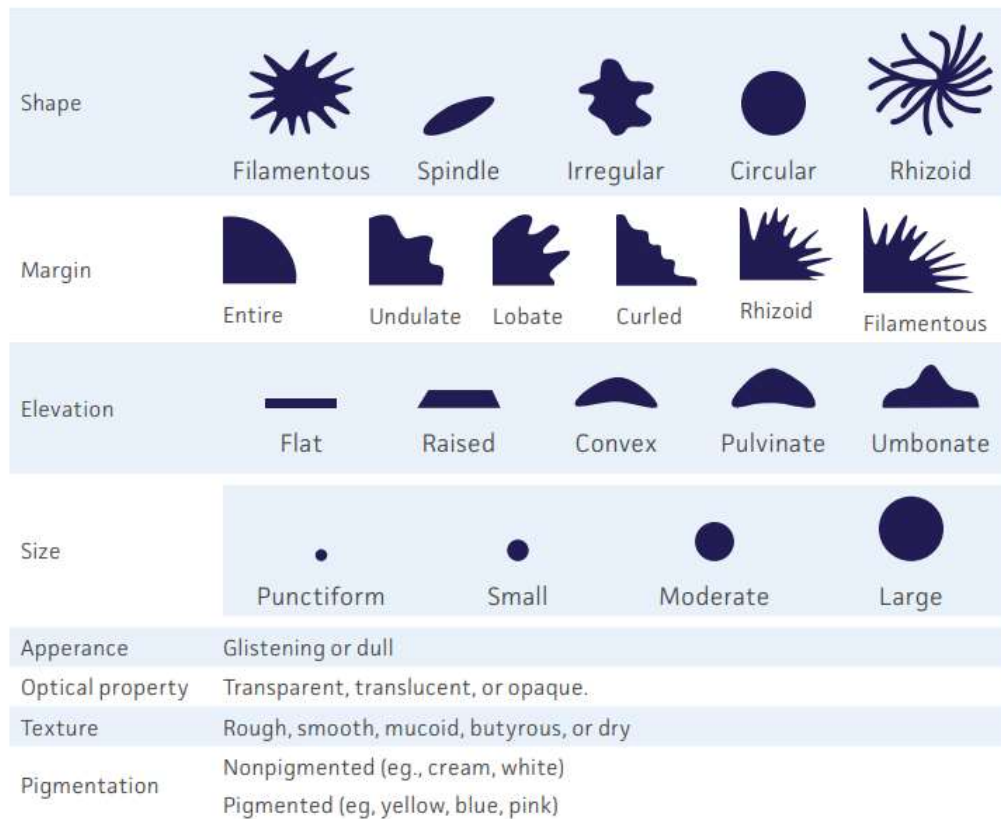 Shape
Filamentous Spindle Irregular Circular Rhizoid
Margin
Entire Undulate Lobate Curled Rhizoid Filamentous
Elevation
Flat Raised Convex Pulvinate Umbonate
Size
Punctiform Small Moderate Large
Apperance Glistening or dull
Optical property Transparent, translucent, or opaque.
Texture Rough, smooth, mucoid, butyrous, or dry
Pigmentation
Nonpigmented (eg., cream, white)
Pigmented (eg, yellow, blue, pink)